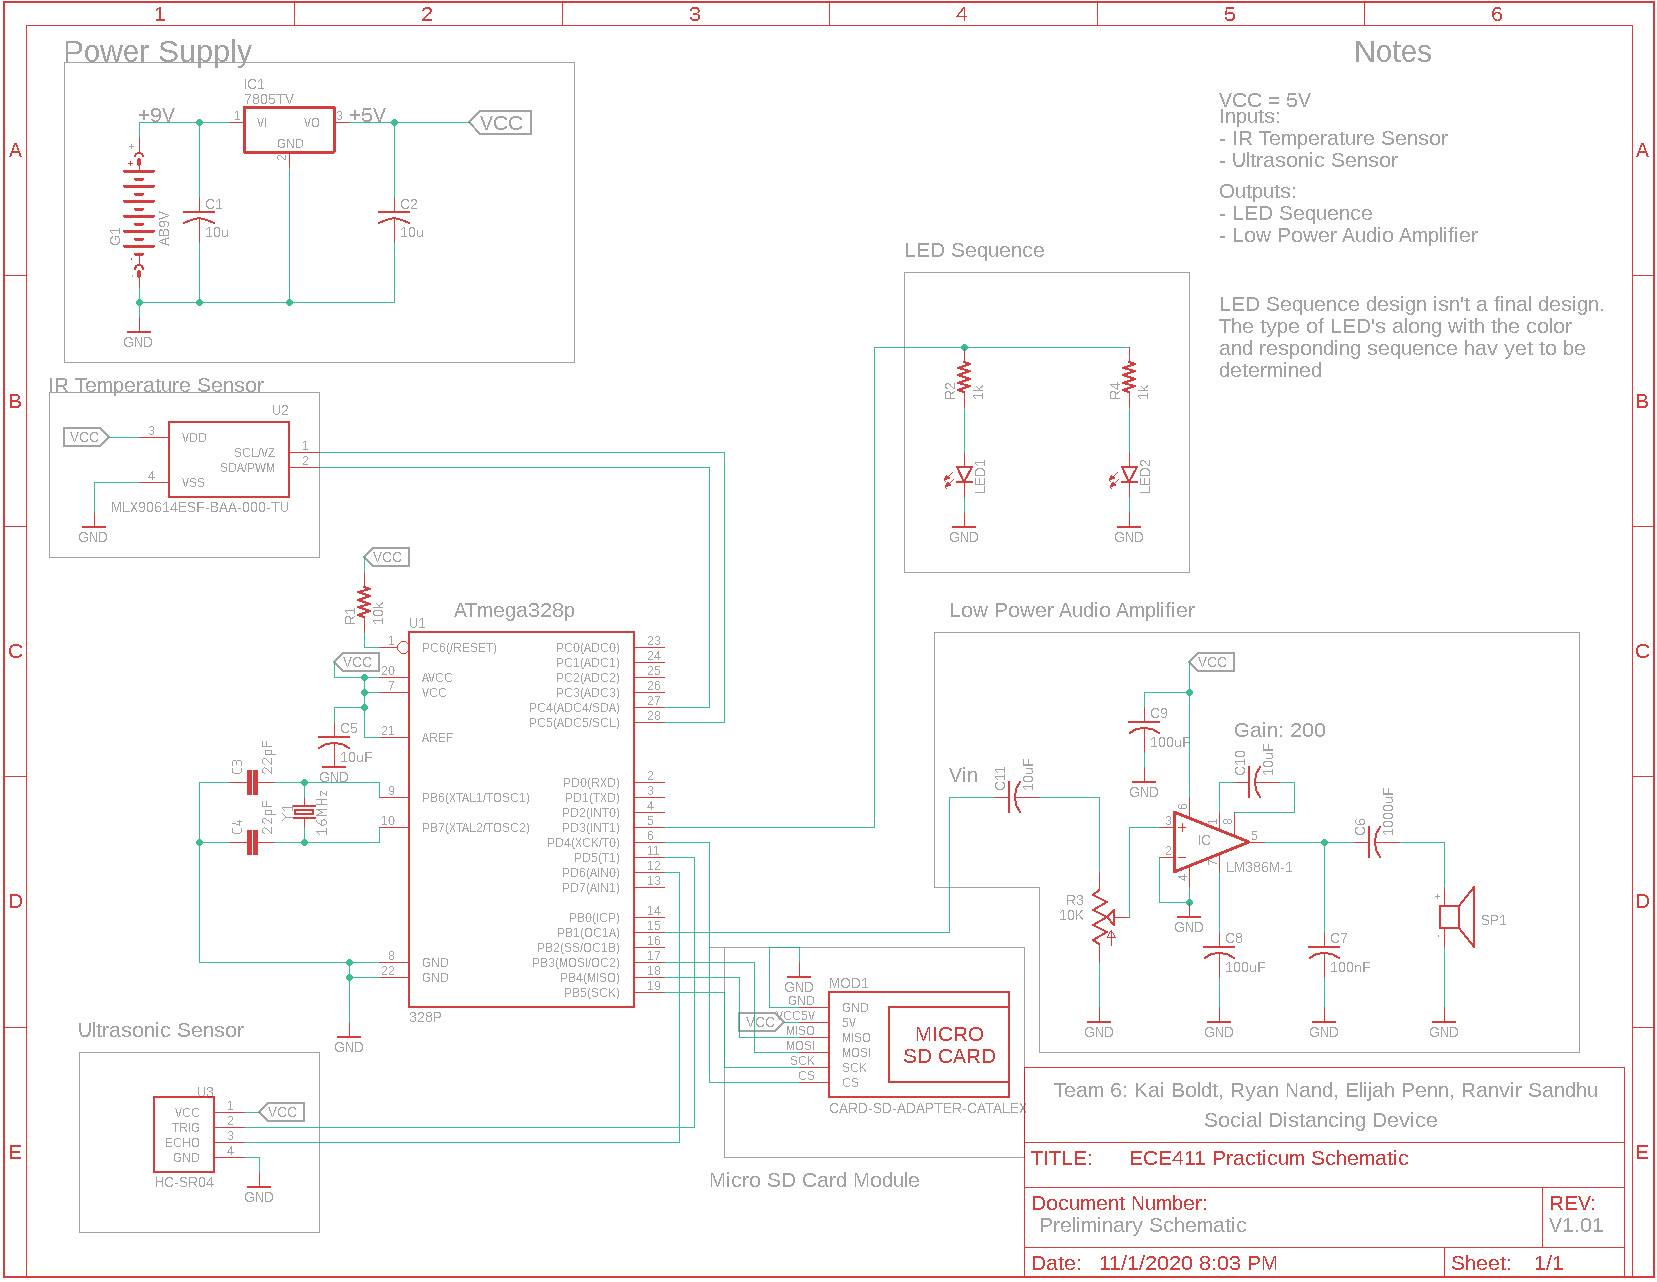 1 2 3 4 5 6
A
B
C
D
E
A
B
C
D
E
Power Supply
+9V
IC1
7805TV
1
VI
VO
3
+5V
VCC
GND
2
+
+
-
-
G1
AB9V
C1
10u
C2
10u
GND
Notes
VCC = 5V
Inputs:
- IR Temperature Sensor
- Ultrasonic Sensor
Outputs:
- LED Sequence
- Low Power Audio Amplifier
LED Sequence design isn't a final design.
The type of LED's along with the color
and responding sequence hav yet to be
determined
LED Sequence
R2
1k
R4
1k
LED1
LED2
GND
GND
IR Temperature Sensor
U2
VCC
3
VDD
SCL/VZ
1
SDA/PWM
2
4
VSS
MLX90614ESF-BAA-000-TU
GND
VCC
R1
10k
ATmega328p
U1
1
PC6(/RESET)
VCC
20
AVCC
7
VCC
21
AREF
C5
10uF
GND
C3
22pF
C4
22pF
Y1
16MHz
9
PB6(XTAL1/TOSC1)
10
PB7(XTAL2/TOSC2)
8
GND
22
GND
GND
PC0(ADC0) 23
PC1(ADC1) 24
PC2(ADC2) 25
PC3(ADC3) 26
PC4(ADC4/SDA) 27
PC5(ADC5/SCL) 28
PD0(RXD) 2
PD1(TXD) 3
PD2(INT0) 4
PD3(INT1) 5
PD4(XCK/T0) 6
PD5(T1) 11
PD6(AIN0) 12
PD7(AIN1) 13
PB0(ICP) 14
PB1(OC1A) 15
PB2(SS/OC1B) 16
PB3(MOSI/OC2) 17
PB4(MISO) 18
PB5(SCK) 19
328P
Low Power Audio Amplifier
VCC
C9
100uF
GND
Gain: 200
C10
10uF
Vin
C11
10uF
R3
10K
GND
3
+
2
-
6
1
8
IC
5
4
7
LM386M-1
GND
C8
100uF
GND
C7
100nF
GND
C6
1000uF
+
-
SP1
GND
Ultrasonic Sensor
U3
VCC 1
TRIG 2
ECHO 3
GND 4
VCC
HC-SR04
GND
GND
MOD1
GND
GND
VCC
VCC5V
5V
MISO
MISO
MOSI
MOSI
SCK
SCK
CS
CS
MICRO
SD CARD
CARD-SD-ADAPTER-CATALEX
Micro SD Card Module
Team 6: Kai Boldt, Ryan Nand, Elijah Penn, Ranvir Sandhu
Social Distancing Device
TITLE: ECE411 Practicum Schematic
Document Number:
Preliminary Schematic
REV:
V1.01
Date: 11/1/2020 8:03 PM
Sheet: 1/1